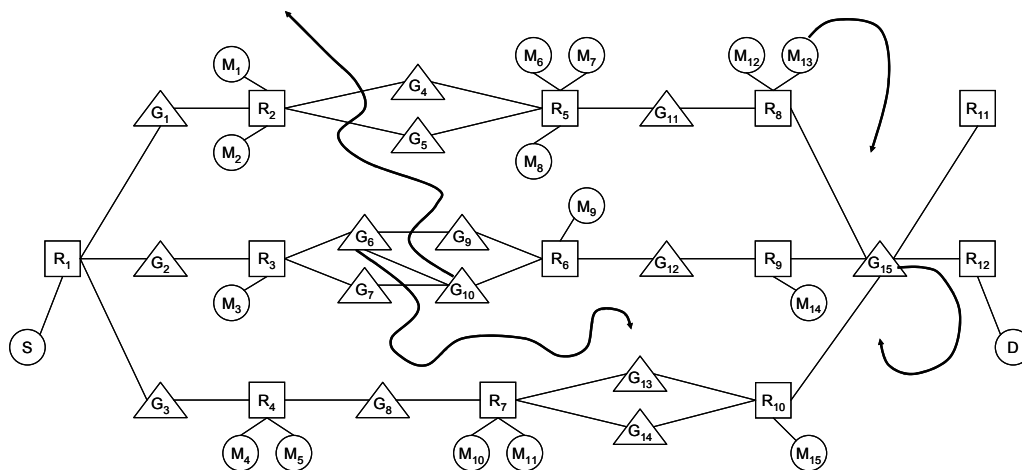 M₆ M₇ M₁₂ M₁₃
M₁
G₄
G₁ R₂ R₅ G₁₁ R₈ R₁₁
G₅
M₂ M₈
M₉
G₆ G₉
R₁ G₂ R₃ R₆ G₁₂ R₉ G₁₅ R₁₂
G₇ G₁₀
M₃ M₁₄
S D
G₁₃
G₃ R₄ G₈ R₇ R₁₀
G₁₄
M₄ M₅ M₁₀ M₁₁ M₁₅